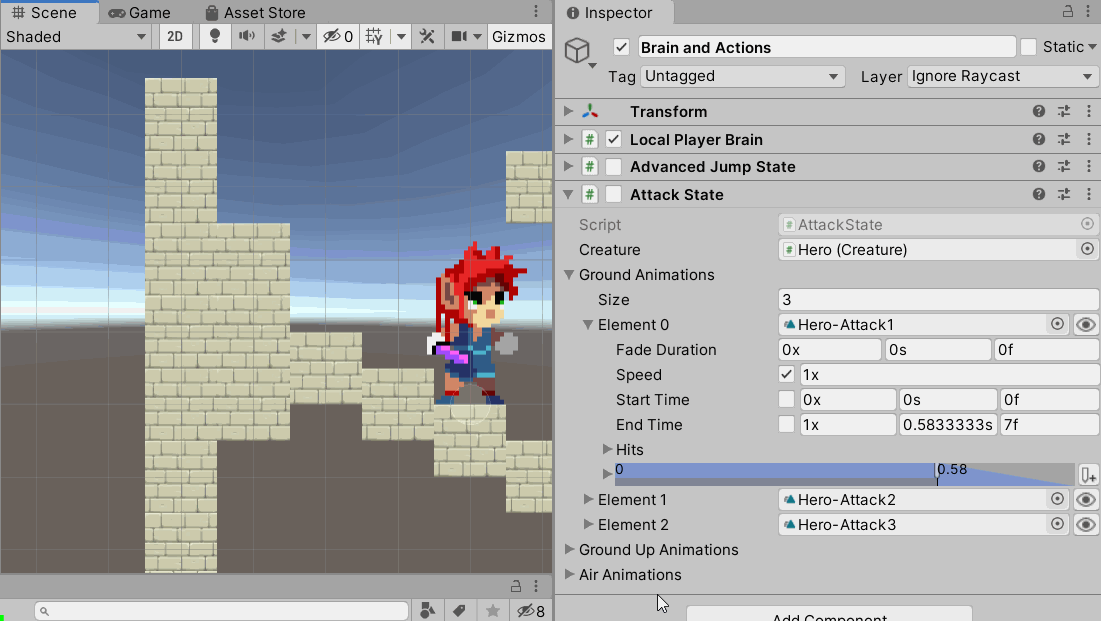 Scene
Game
Asset Store
Shaded
2D
0
Gizmos
8
Inspector
Brain and Actions
Static
Tag Untagged
Layer Ignore Raycast
Transform
# Local Player Brain
# Advanced Jump State
# Attack State
Script # AttackState
Creature # Hero (Creature)
Ground Animations
Size 3
Element 0 Hero-Attack1
Fade Duration 0x 0s 0f
Speed 1x
Start Time 0x 0s 0f
End Time 1x 0.5833333s 7f
Hits
0 0.58
Element 1 Hero-Attack2
Element 2 Hero-Attack3
Ground Up Animations
Air Animations
Add Component